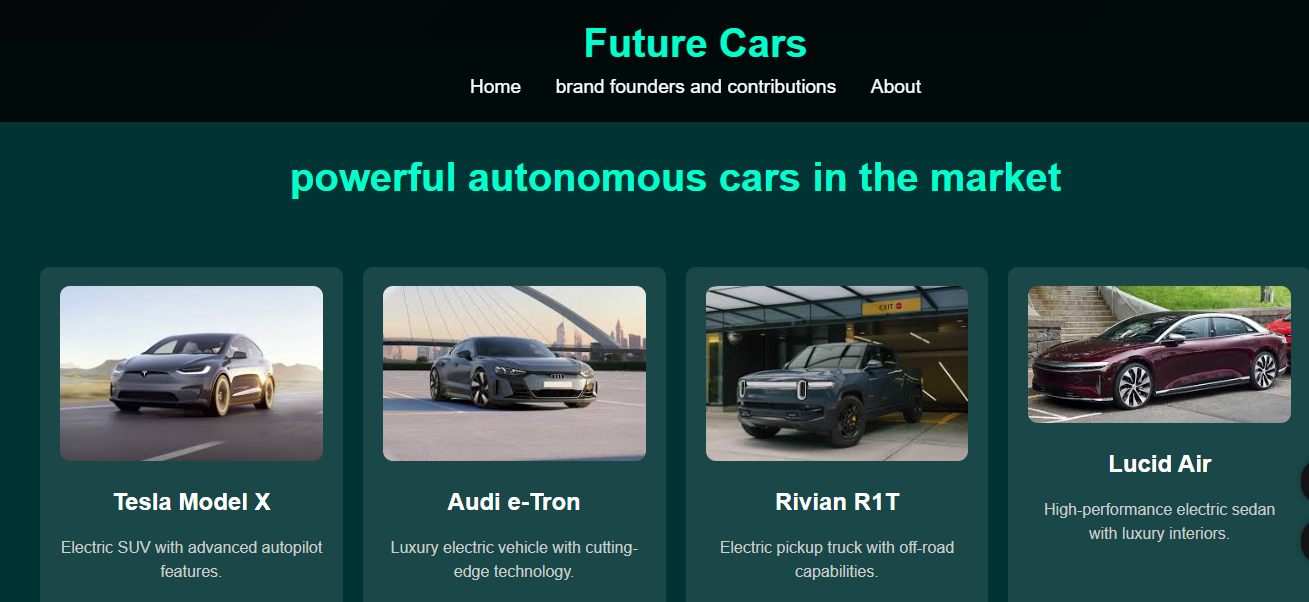 Future Cars
Home brand founders and contributions About
powerful autonomous cars in the market
EXIT
Tesla Model X
Electric SUV with advanced autopilot
features.
Audi e-Tron
Luxury electric vehicle with cutting-
edge technology.
Rivian R1T
Electric pickup truck with off-road
capabilities.
Lucid Air
High-performance electric sedan
with luxury interiors.